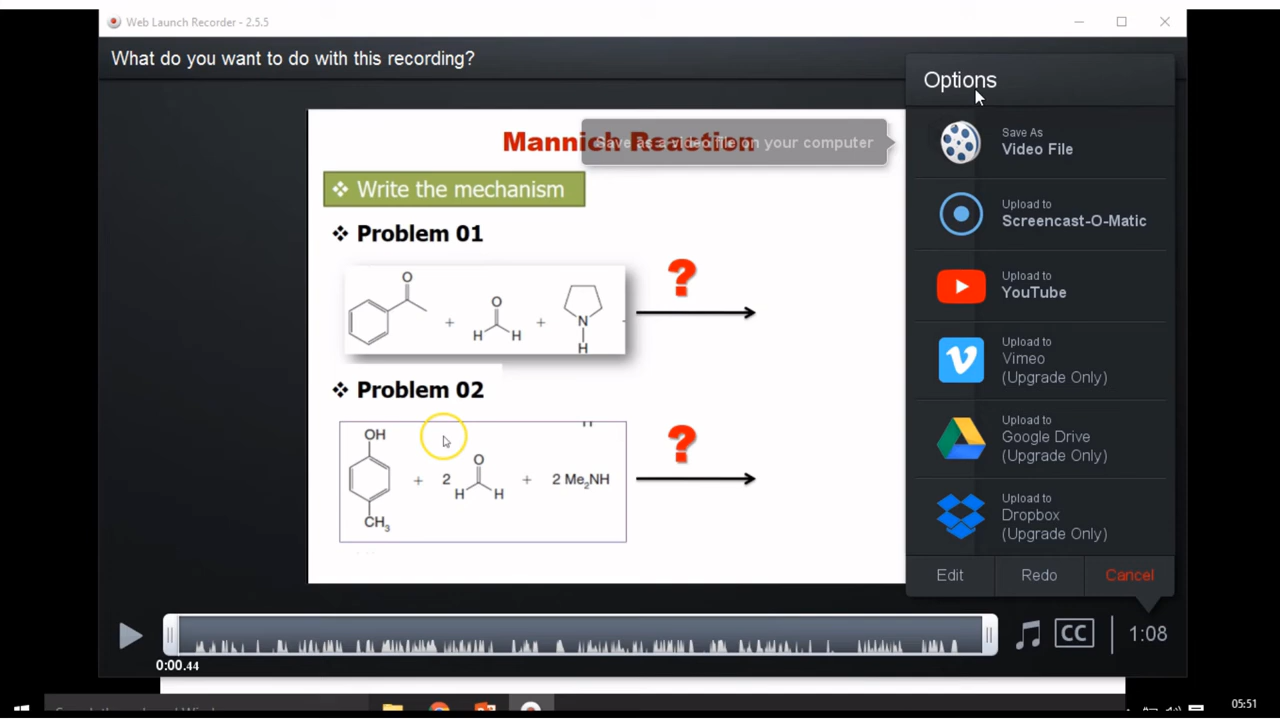 Web Launch Recorder - 2.5.5
What do you want to do with this recording?
Options
Save As
Video File
Save as a video file on your computer
Upload to
Screencast-O-Matic
Upload to
YouTube
Upload to
Vimeo
(Upgrade Only)
Upload to
Google Drive
(Upgrade Only)
Upload to
Dropbox
(Upgrade Only)
Edit Redo Cancel
Mannich Reaction
❖ Write the mechanism
❖ Problem 01
O
+ O + N
H H
H
?
❖ Problem 02
OH
+ 2 O + 2 Me₂NH
H H
CH₃
?
CC 1:08
0:00.44
05:51